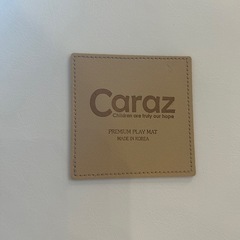 Caraz
Children are truly our hope
PREMIUM PLAY MAT
MADE IN KOREA